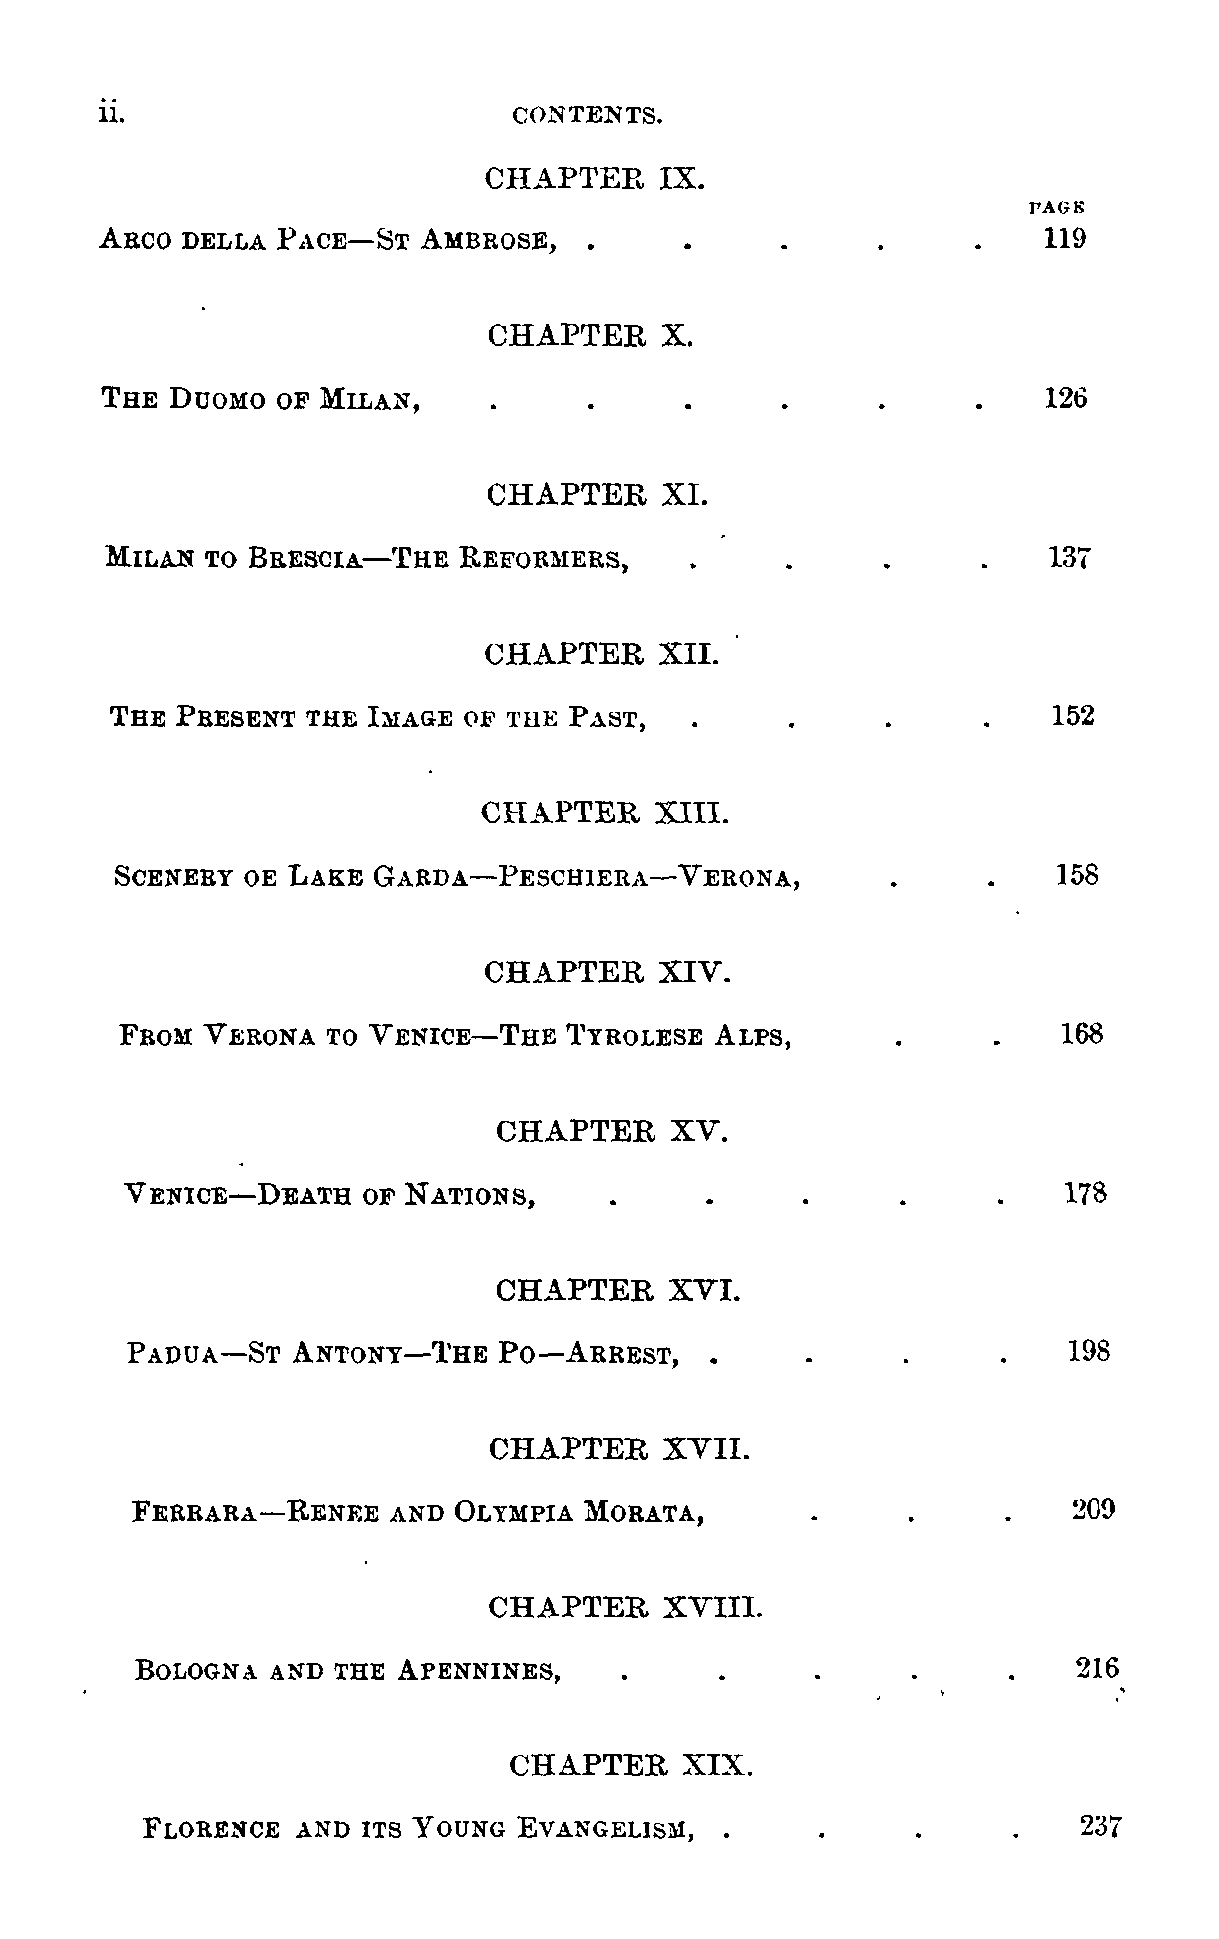 ii. CONTENTS.
CHAPTER IX.
PAGE
ARCO DELLA PACE—ST AMBROSE, . . . . . 119
CHAPTER X.
THE DUOMO OF MILAN, . . . . . . 126
CHAPTER XI.
MILAN TO BRESCIA—THE REFORMERS, . . . . 137
CHAPTER XII.
THE PRESENT THE IMAGE OF THE PAST, . . . . 152
CHAPTER XIII.
SCENERY OE LAKE GARDA—PESCHIERA—VERONA, . . 158
CHAPTER XIV.
FROM VERONA TO VENICE—THE TYROLESE ALPS, . . 168
CHAPTER XV.
VENICE—DEATH OF NATIONS, . . . . . 178
CHAPTER XVI.
PADUA—ST ANTONY—THE PO—ARREST, . . . . 198
CHAPTER XVII.
FERRARA—RENEE AND OLYMPIA MORATA, . . . 209
CHAPTER XVIII.
BOLOGNA AND THE APENNINES, . . . . . 216
CHAPTER XIX.
FLORENCE AND ITS YOUNG EVANGELISM, . . . . 237